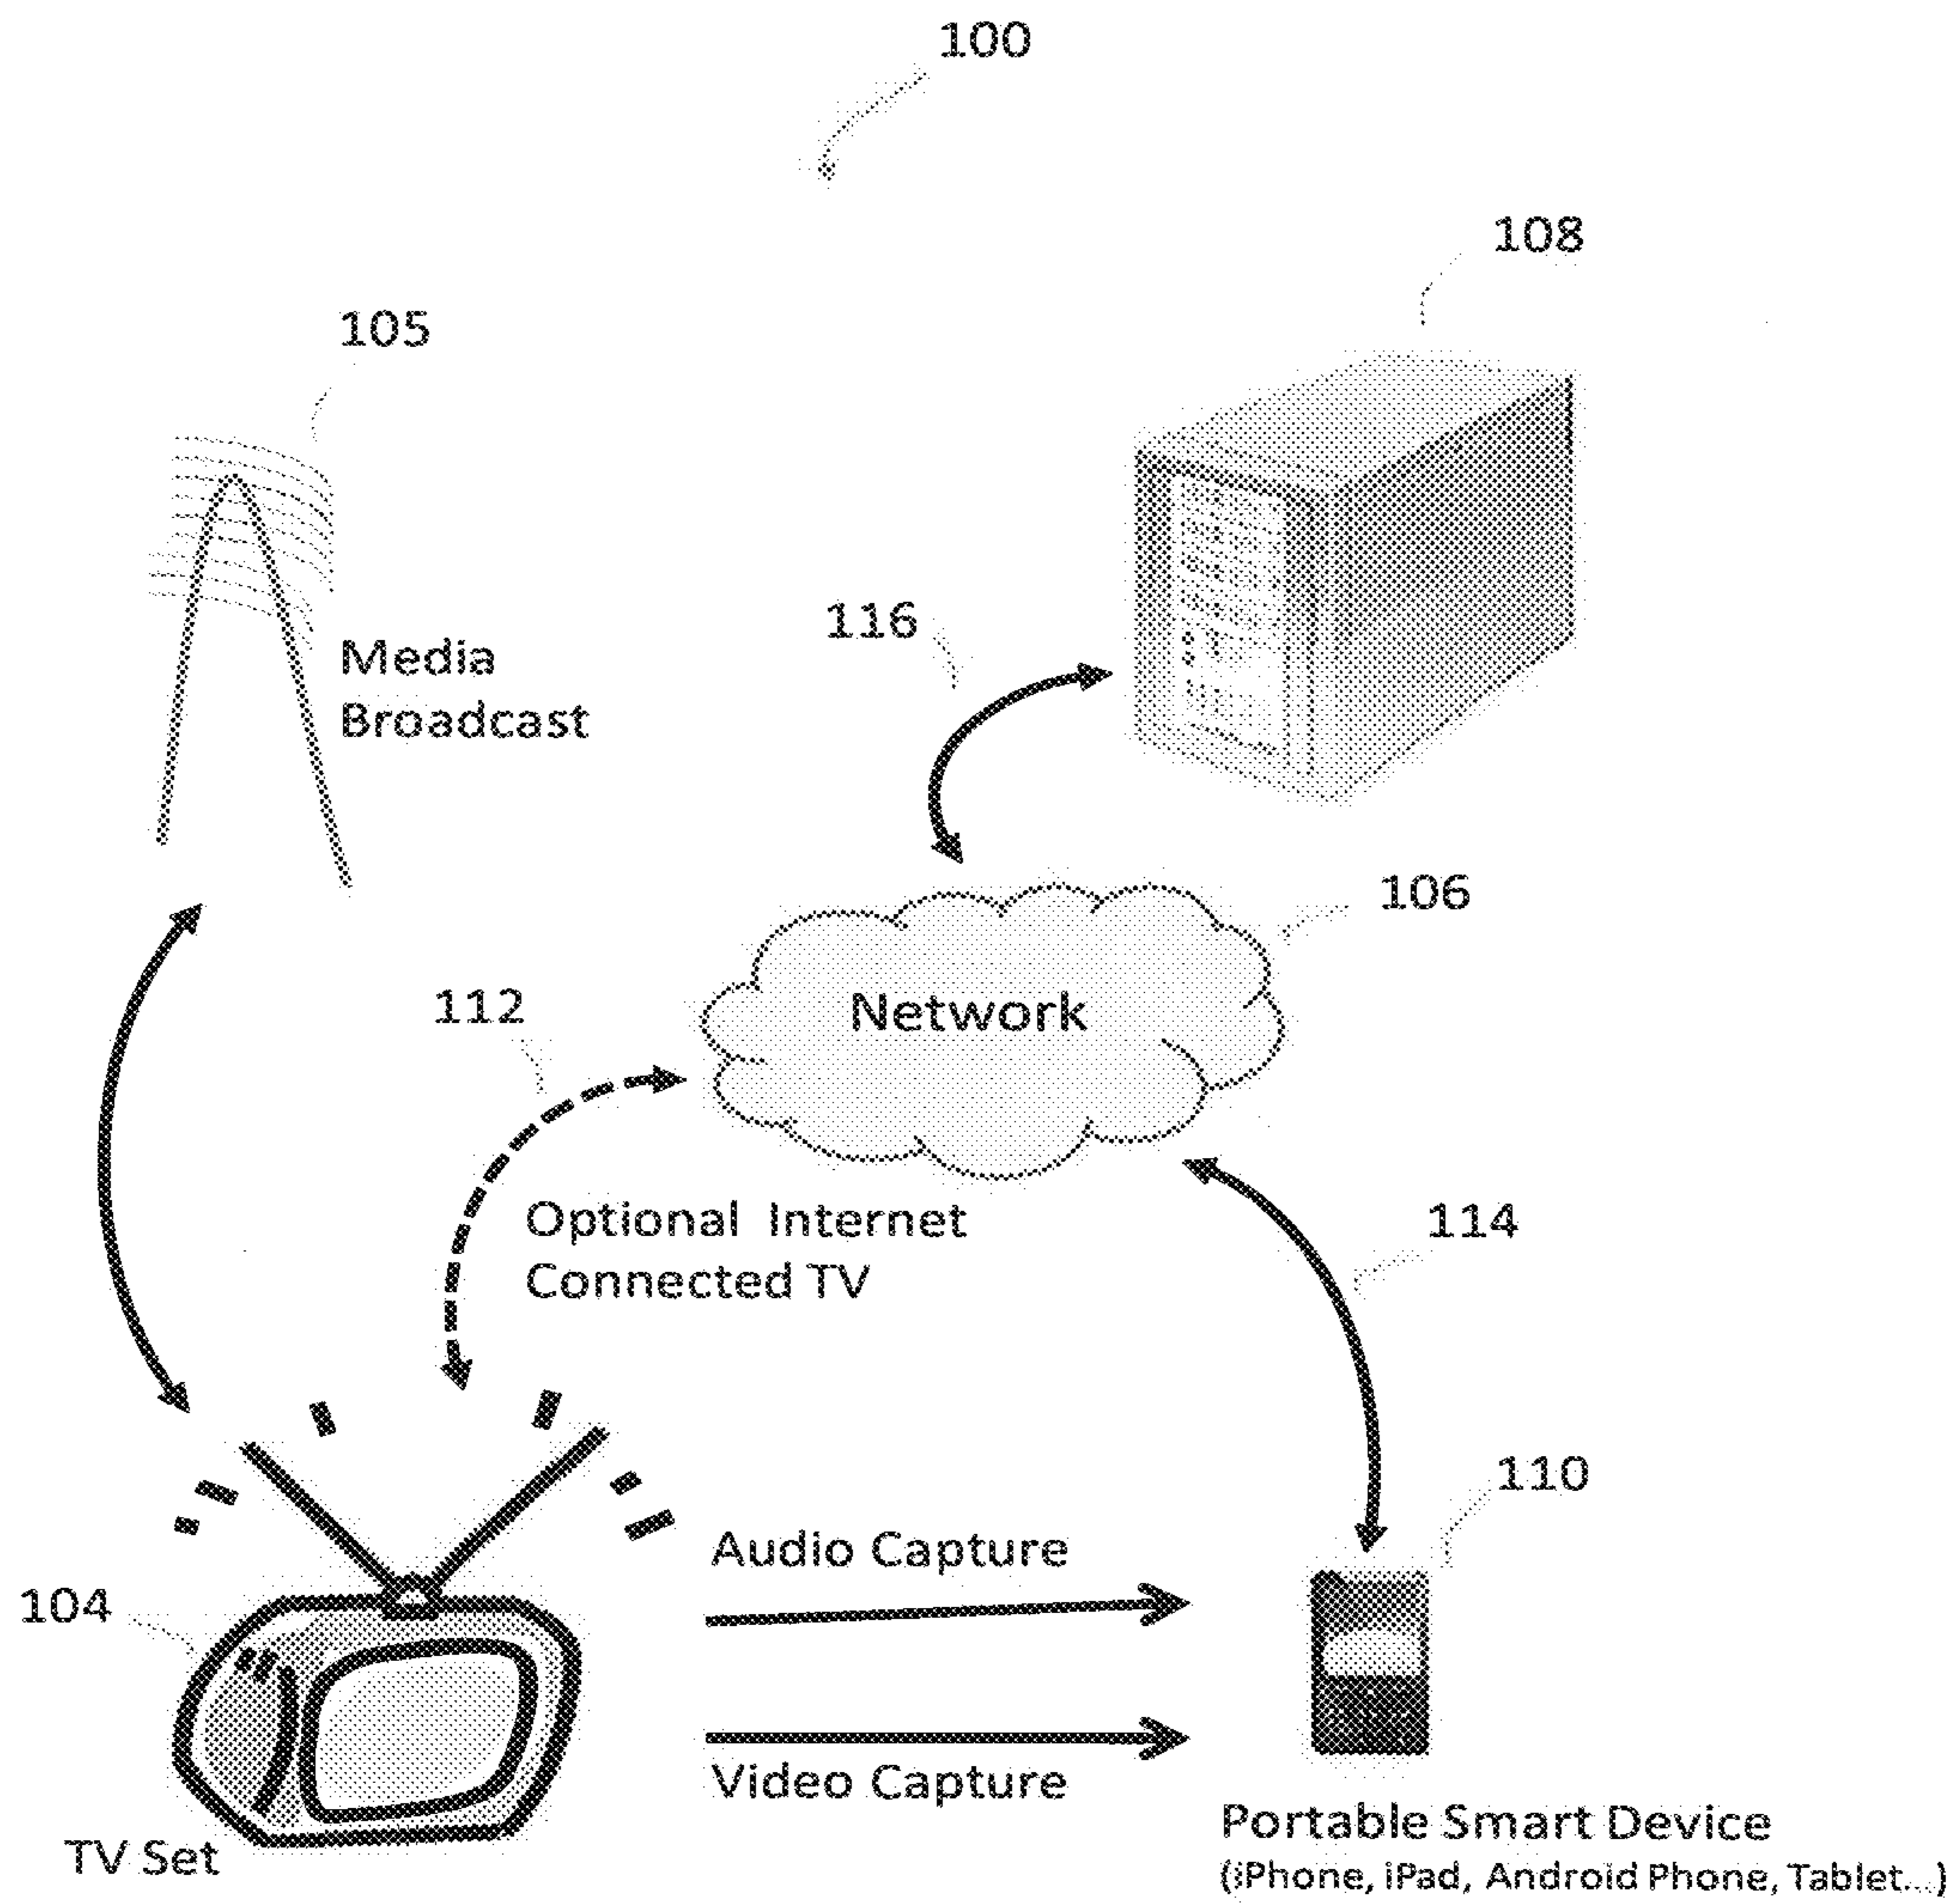 100
108
105
116
Media
Broadcast
106
112
Network
Optional Internet
Connected TV
114
110
Audio Capture
104
Video Capture
Portable Smart Device
TV Set
(iPhone, iPad, Android Phone, Tablet...)